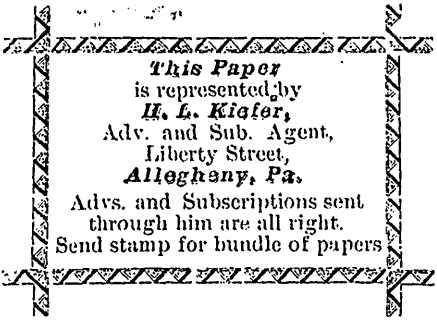 This Paper
is represented by
H. L. Kiefer,
Adv. and Sub. Agent,
Liberty Street,
Allegheny, Pa.
Advs. and Subscriptions sent
through him are all right.
Send stamp for bundle of papers